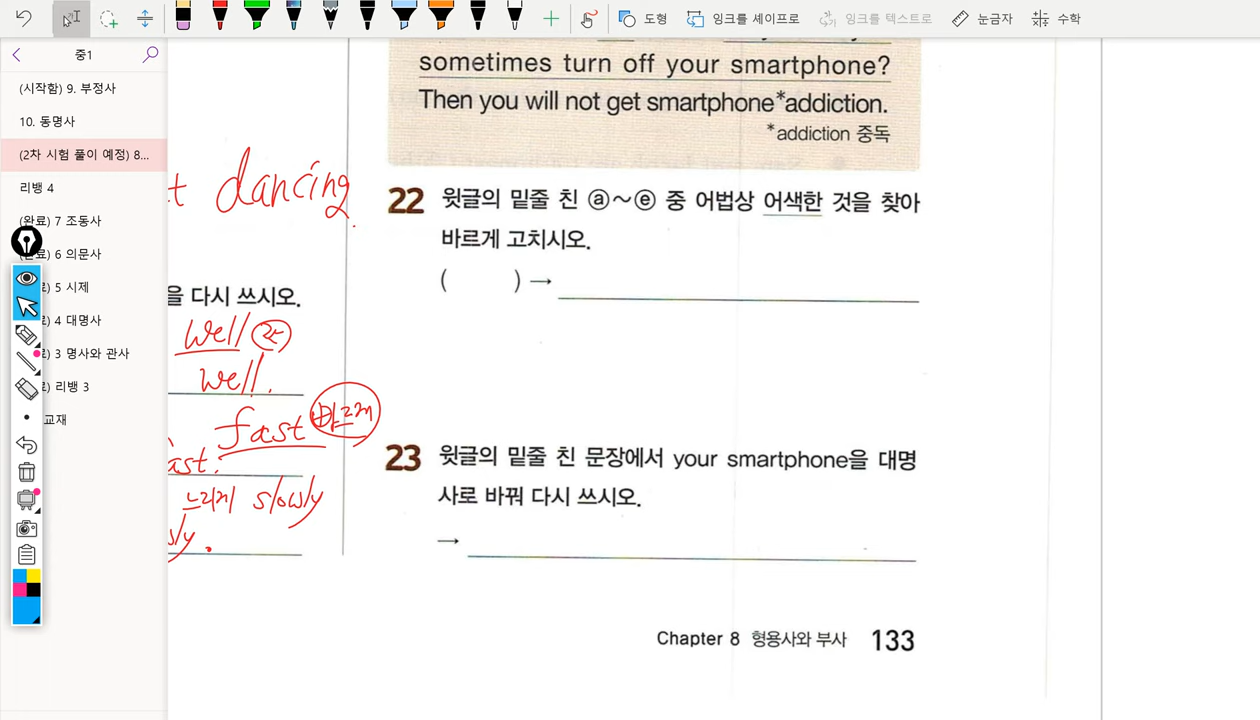 도형
잉크를 셰이프로
잉크를 텍스트로
눈금자
수학
중1
(시작함) 9. 부정사
10. 동명사
(2차 시험 풀이 예정) 8...
리뱅 4
(완료) 7 조동사
료) 6 의문사
료) 5 시제
료) 4 대명사
료) 3 명사와 관사
료) 리뱅 3
교재
dancing.
을 다시 쓰시오.
well 잘
well.
fast 빠르게
ast.
느리게 slowly
sly.
sometimes turn off your smartphone?
Then you will not get smartphone*addiction.
*addiction 중독
22 윗글의 밑줄 친 ⓐ~ⓔ 중 어법상 어색한 것을 찾아
바르게 고치시오.
( ) →
23 윗글의 밑줄 친 문장에서 your smartphone을 대명
사로 바꿔 다시 쓰시오.
→
Chapter 8 형용사와 부사 133